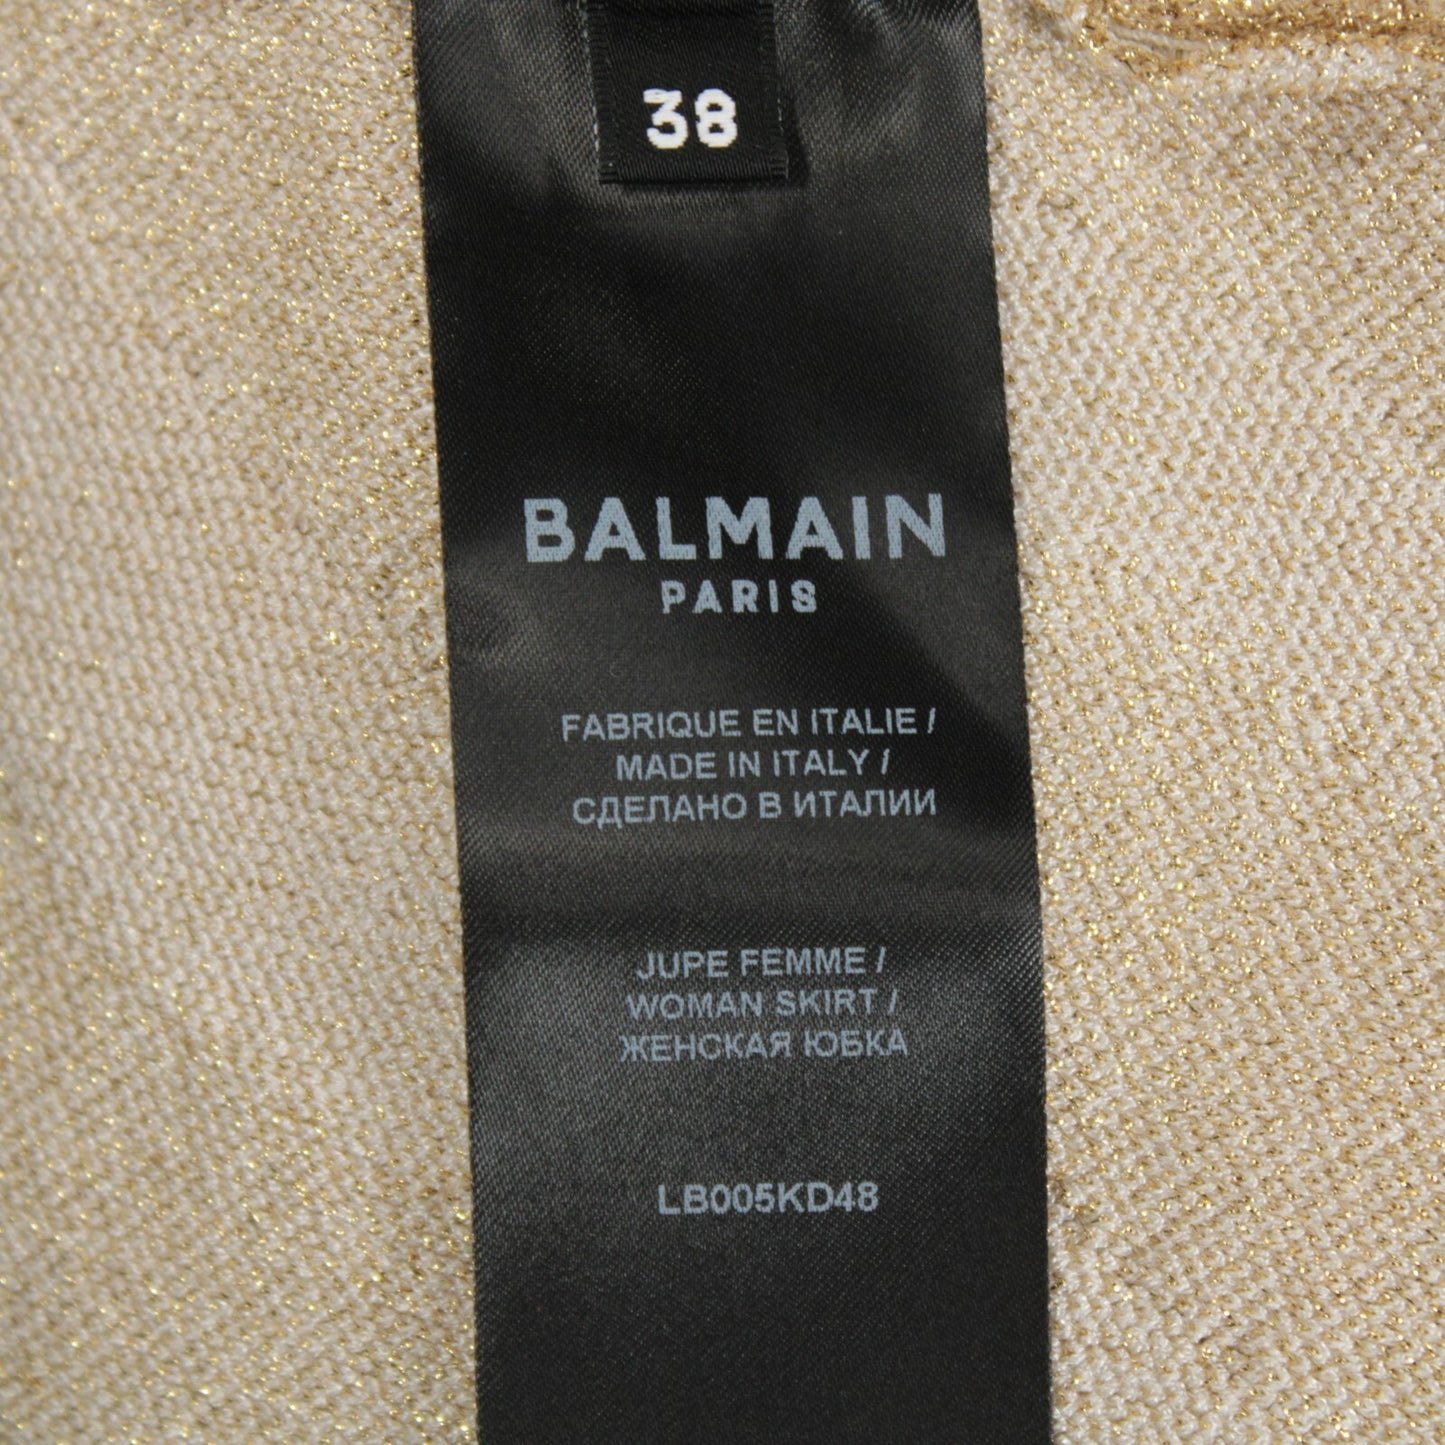 38
BALMAIN
PARIS
FABRIQUE EN ITALIE /
MADE IN ITALY /
СДЕЛАНО В ИТАЛИИ
JUPE FEMME /
WOMAN SKIRT /
ЖЕНСКАЯ ЮБКА
LB005KD48